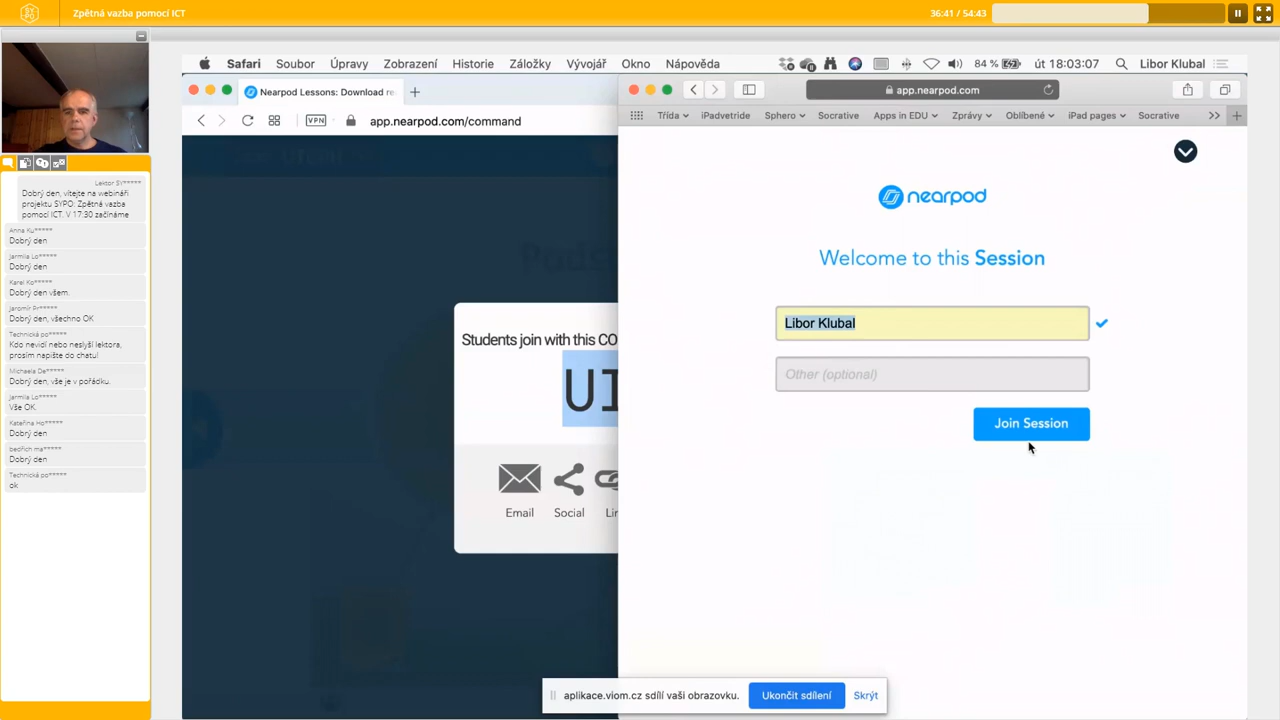 Zpětná vazba pomocí ICT
36:41 / 54:43
Safari Soubor Úpravy Zobrazení Historie Záložky Vývojář Okno Nápověda
84 % út 18:03:07 Libor Klubal
Nearpod Lessons: Download re
VPN app.nearpod.com/command
app.nearpod.com
Třída iPadvetride Sphero Socrative Apps in EDU Zprávy Oblíbené iPad pages Socrative
Lektor SY*****
Dobrý den, vítejte na webináři
projektu SYPO: Zpětná vazba
pomocí ICT. V 17:30 začínáme
Anna Ku*****
Dobrý den
Jarmila Lo*****
Dobrý den
Karel Ko*****
Dobrý den všem.
Jaromír Pr*****
Dobrý den, všechno OK
Technická po*****
Kdo nevidí nebo neslyší lektora,
prosím napište do chatu!
Michaela De*****
Dobrý den, vše je v pořádku.
Jarmila Lo*****
Vše OK.
Kateřina Ho*****
Dobrý den
bedřich ma*****
Dobrý den
Technická po*****
ok
Students join with this CO
UI
Email Social Lin
nearpod
Welcome to this Session
Libor Klubal
Other (optional)
Join Session
aplikace.viom.cz sdílí vaši obrazovku. Ukončit sdílení Skrýt